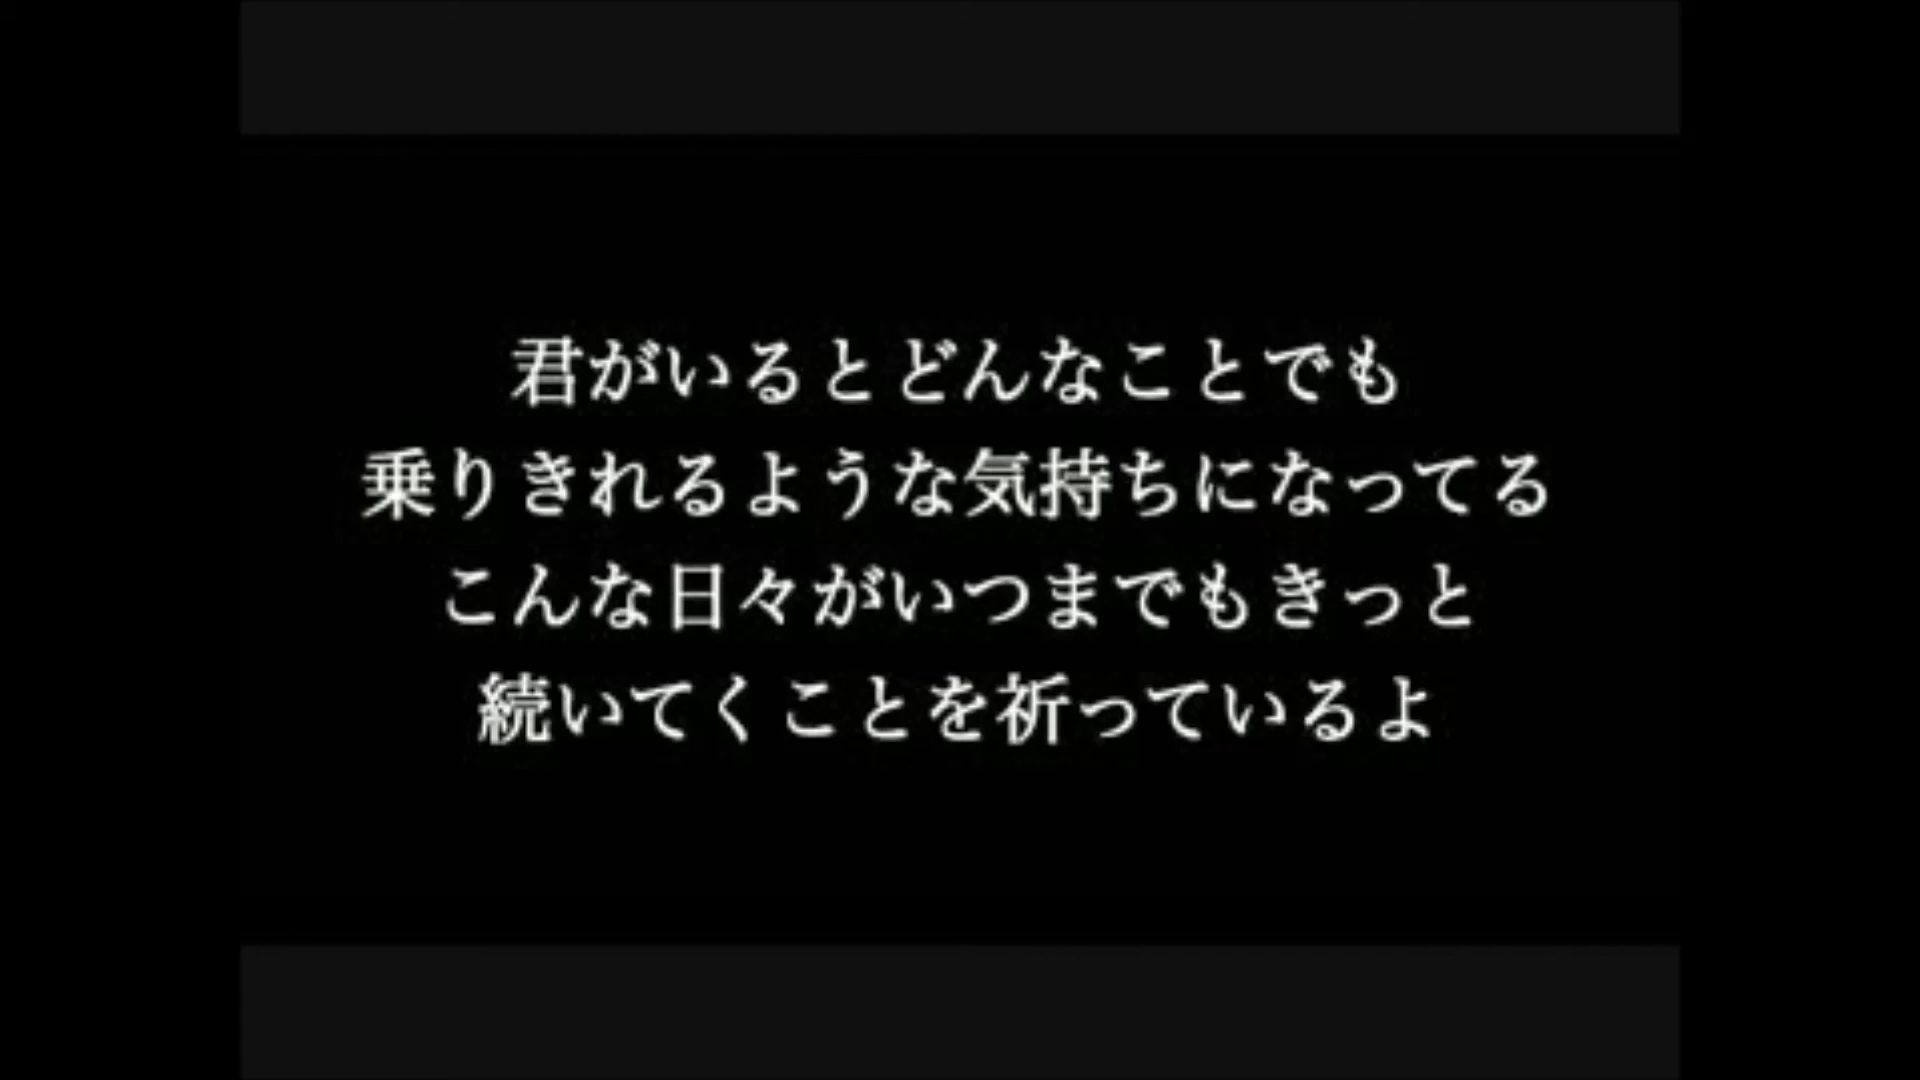 君がいるとどんなことでも
乗りきれるような気持ちになってる
こんな日々がいつまでもきっと
続いてくことを祈っているよ